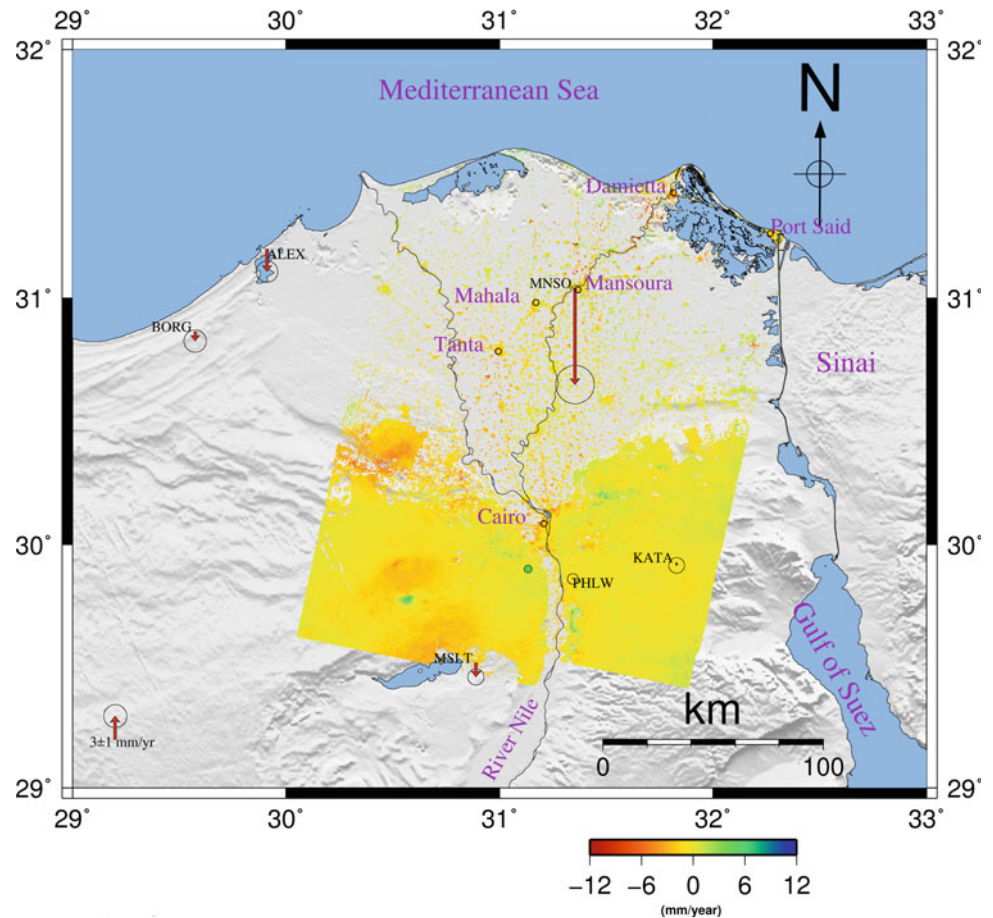 29° 30° 31° 32° 33°
32° 32°
Mediterranean Sea
N
Damietta
Port Said
ALEX
MNSO Mansoura
31° 31°
Mahala
BORG
Tanta
Sinai
Cairo
30° 30°
KATA
PHLW
Gulf of Suez
MSLT
km
3±1 mm/yr
River Nile
0 100
29° 29°
29° 30° 31° 32° 33°
−12 −6 0 6 12
(mm/year)